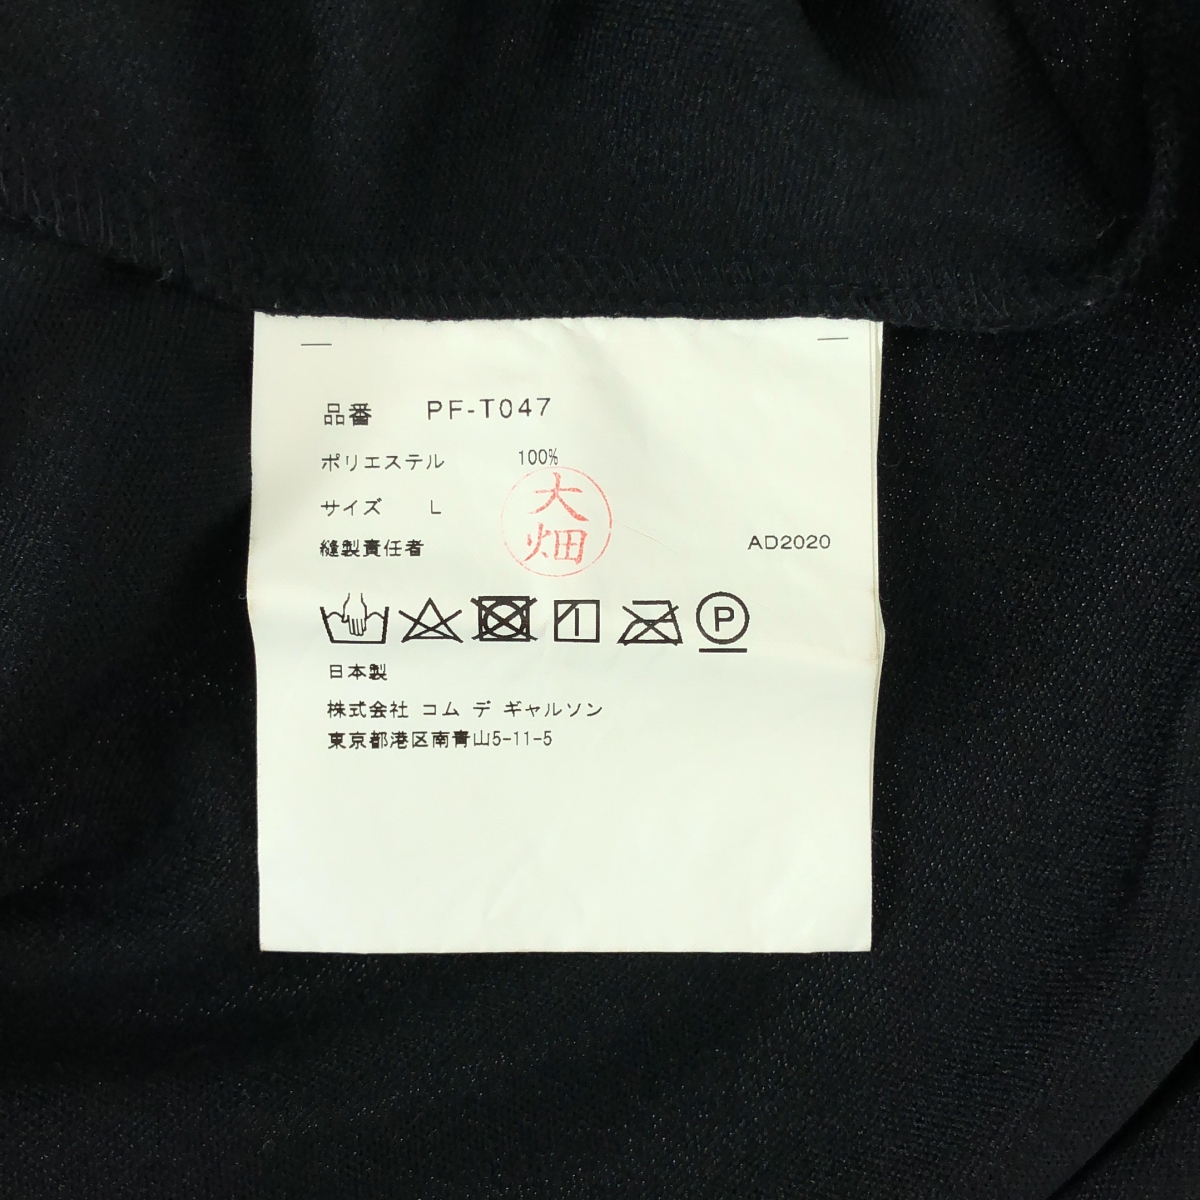 品番 PF-T047
ポリエステル 100%
サイズ L
縫製責任者 大畑 AD2020
P
日本製
株式会社 コム デ ギャルソン
東京都港区南青山5-11-5